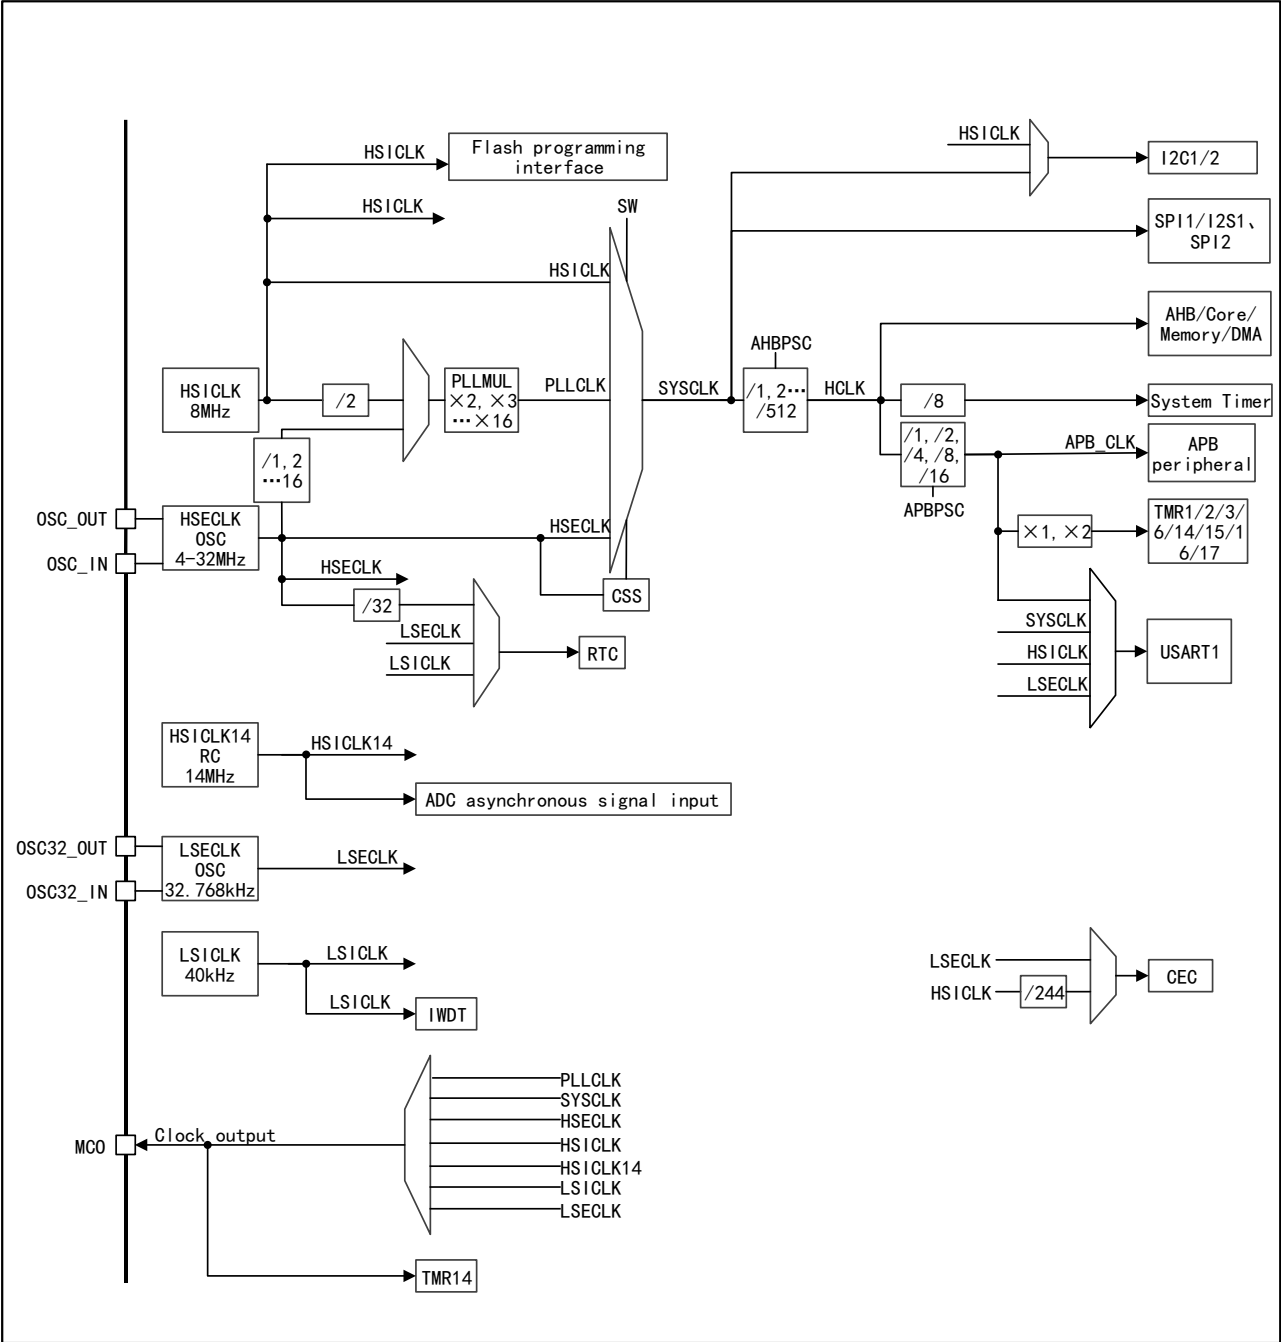 HSICLK
Flash programming
interface
HSICLK
SW
HSICLK
HSICLK
8MHz
/2
PLLMUL
×2, ×3
…×16
PLLCLK
SYSCLK
AHBPSC
/1, 2…
/512
HCLK
/1, 2
…16
OSC_OUT
OSC_IN
HSECLK
OSC
4-32MHz
HSECLK
HSECLK
CSS
/32
LSECLK
LSICLK
RTC
HSICLK
I2C1/2
SPI1/I2S1、
SPI2
AHB/Core/
Memory/DMA
/8
System Timer
/1, /2,
/4, /8,
/16
APBPSC
APB_CLK
APB
peripheral
×1, ×2
TMR1/2/3/
6/14/15/1
6/17
SYSCLK
HSICLK
LSECLK
USART1
HSICLK14
RC
14MHz
HSICLK14
ADC asynchronous signal input
OSC32_OUT
OSC32_IN
LSECLK
OSC
32.768kHz
LSECLK
LSICLK
40kHz
LSICLK
LSICLK
IWDT
LSECLK
HSICLK
/244
CEC
MCO
Clock output
PLLCLK
SYSCLK
HSECLK
HSICLK
HSICLK14
LSICLK
LSECLK
TMR14